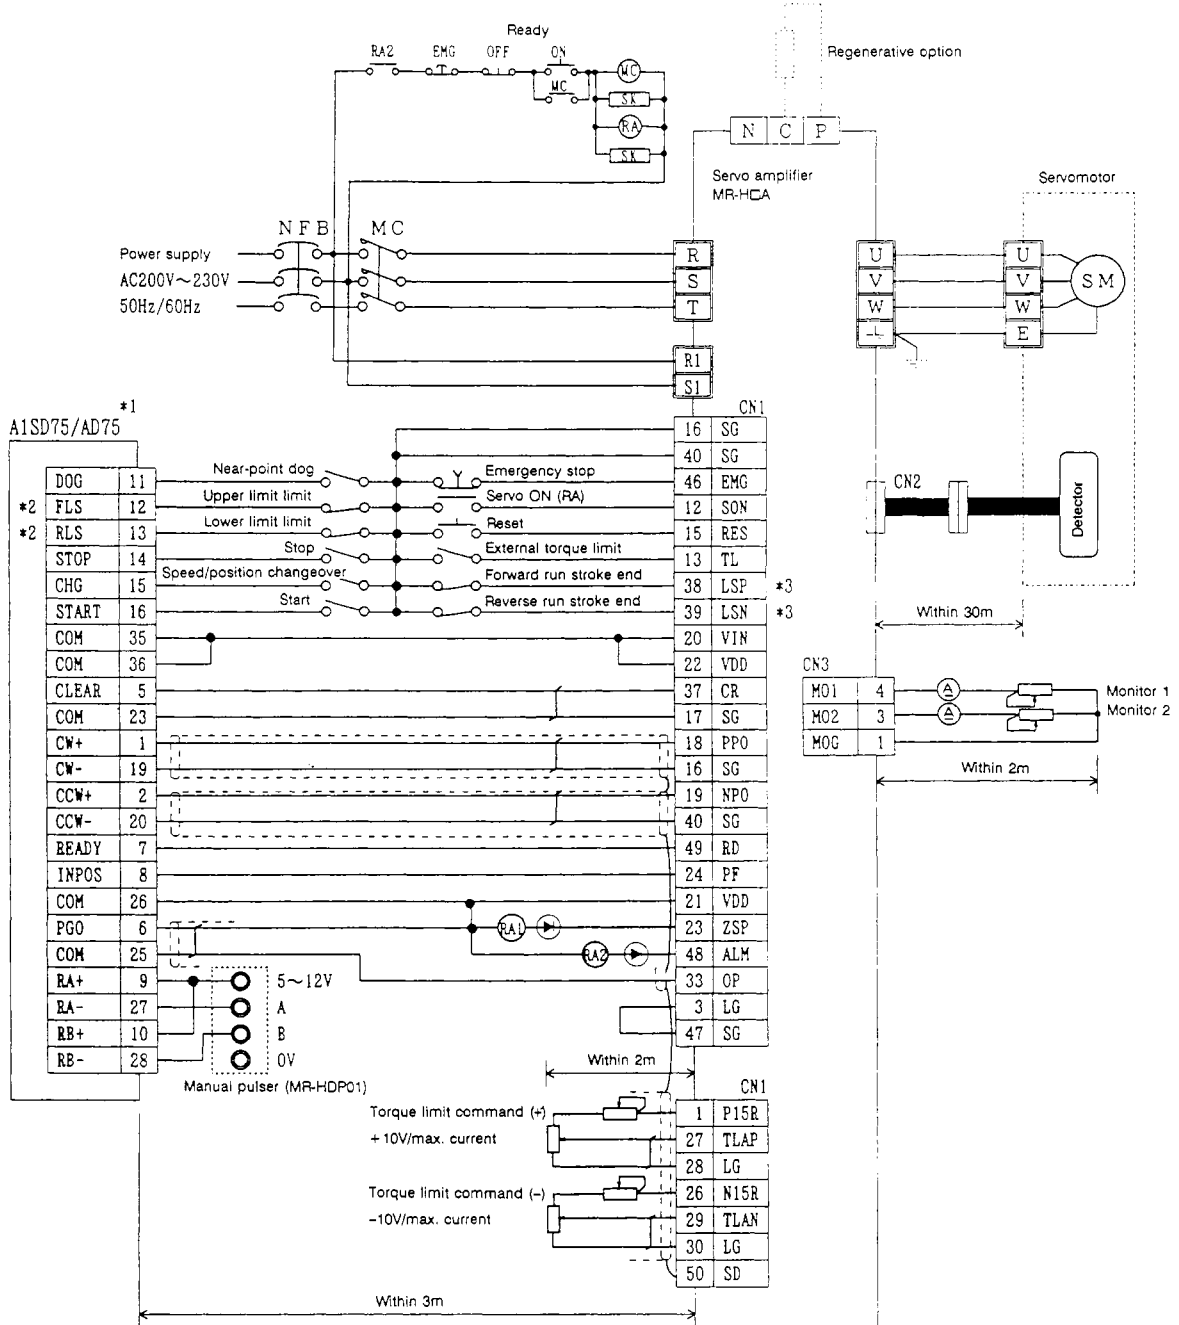 Ready
RA2 EMG OFF ON
MC
MC
SK
RA
SK
Regenerative option
N C P
Servo amplifier
MR-HCA
Servomotor
NFB MC
Power supply
AC200V～230V
50Hz/60Hz
R
S
T
R1
S1
U U
V V
W W
E
SM
*1
A1SD75/AD75
CN1
16 SG
40 SG
DOG 11 Near-point dog Emergency stop 46 EMG
*2 FLS 12 Upper limit limit Servo ON (RA) 12 SON
*2 RLS 13 Lower limit limit Reset 15 RES
STOP 14 Stop External torque limit 13 TL
CHG 15 Speed/position changeover Forward run stroke end 38 LSP *3
START 16 Start Reverse run stroke end 39 LSN *3
COM 35 20 VIN
COM 36 22 VDD
CLEAR 5 37 CR
COM 23 17 SG
CW+ 1 18 PPO
CW- 19 16 SG
CCW+ 2 19 NPO
CCW- 20 40 SG
READY 7 49 RD
INPOS 8 24 PF
COM 26 21 VDD
PGO 6 RA1 23 ZSP
COM 25 RA2 48 ALM
RA+ 9 5～12V 33 OP
RA- 27 A 3 LG
RB+ 10 B 47 SG
RB- 28 0V
Manual pulser (MR-HDP01)
CN2
Detector
Within 30m
CN3
MO1 4 A Monitor 1
MO2 3 A Monitor 2
MOG 1
Within 2m
Within 2m
CN1
Torque limit command (+) 1 P15R
+10V/max. current 27 TLAP
28 LG
Torque limit command (-) 26 N15R
-10V/max. current 29 TLAN
30 LG
50 SD
Within 3m